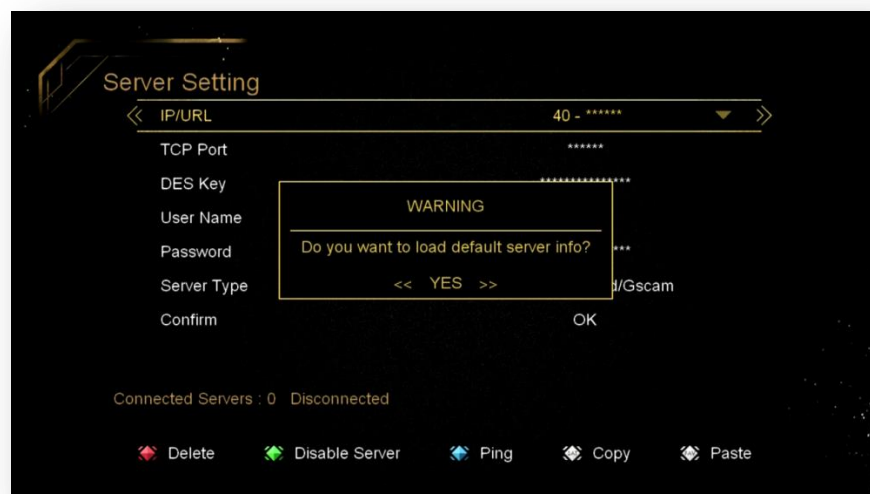 Server Setting
IP/URL 40 - ******
TCP Port ******
DES Key ***************
User Name
WARNING
Password Do you want to load default server info? ***
Server Type << YES >> /Gscam
Confirm OK
Connected Servers : 0 Disconnected
Delete Disable Server Ping Copy Paste